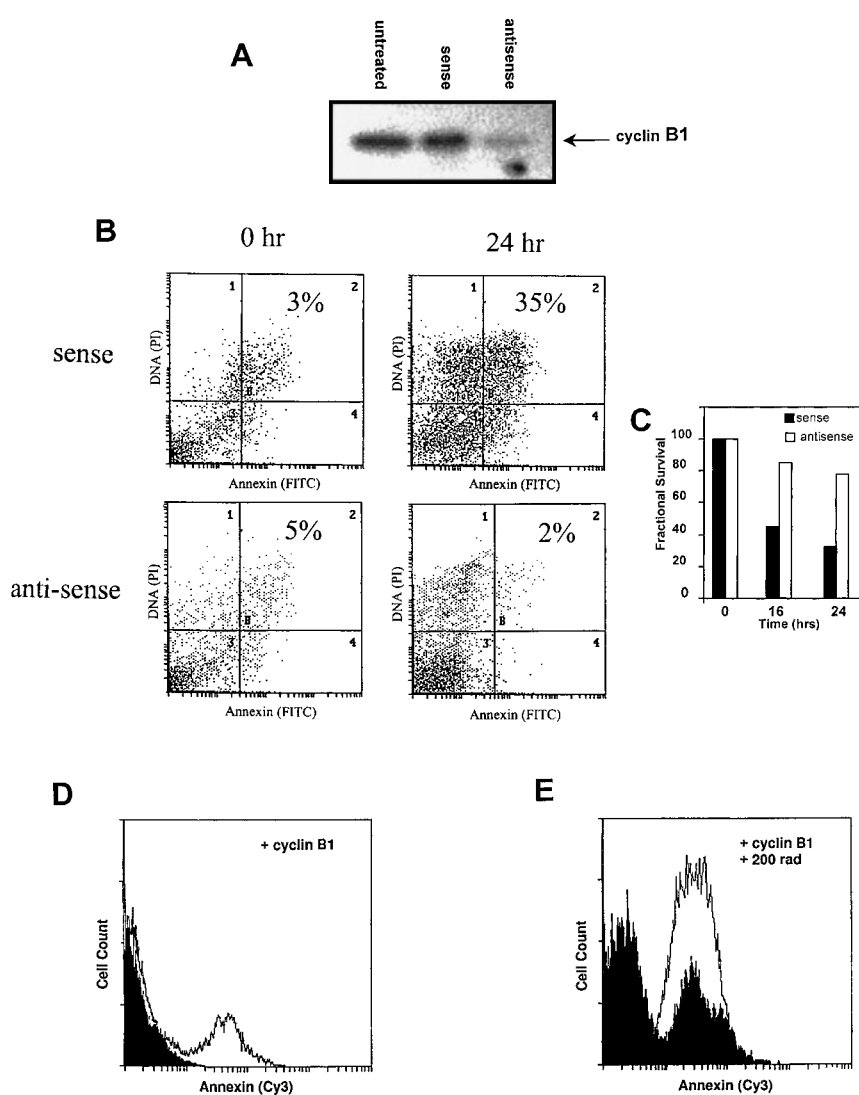 A
untreated
sense
antisense
cyclin B1
B
0 hr
24 hr
sense
1
2
3%
3
4
B
DNA (PI)
Annexin (FITC)
1
2
35%
3
4
DNA (PI)
Annexin (FITC)
anti-sense
1
2
5%
3
4
B
DNA (PI)
Annexin (FITC)
1
2
2%
3
4
B
DNA (PI)
Annexin (FITC)
C
sense
antisense
Fractional Survival
100
80
60
40
20
0
0 16 24
Time (hrs)
D
+ cyclin B1
Cell Count
Annexin (Cy3)
E
+ cyclin B1
+ 200 rad
Cell Count
Annexin (Cy3)